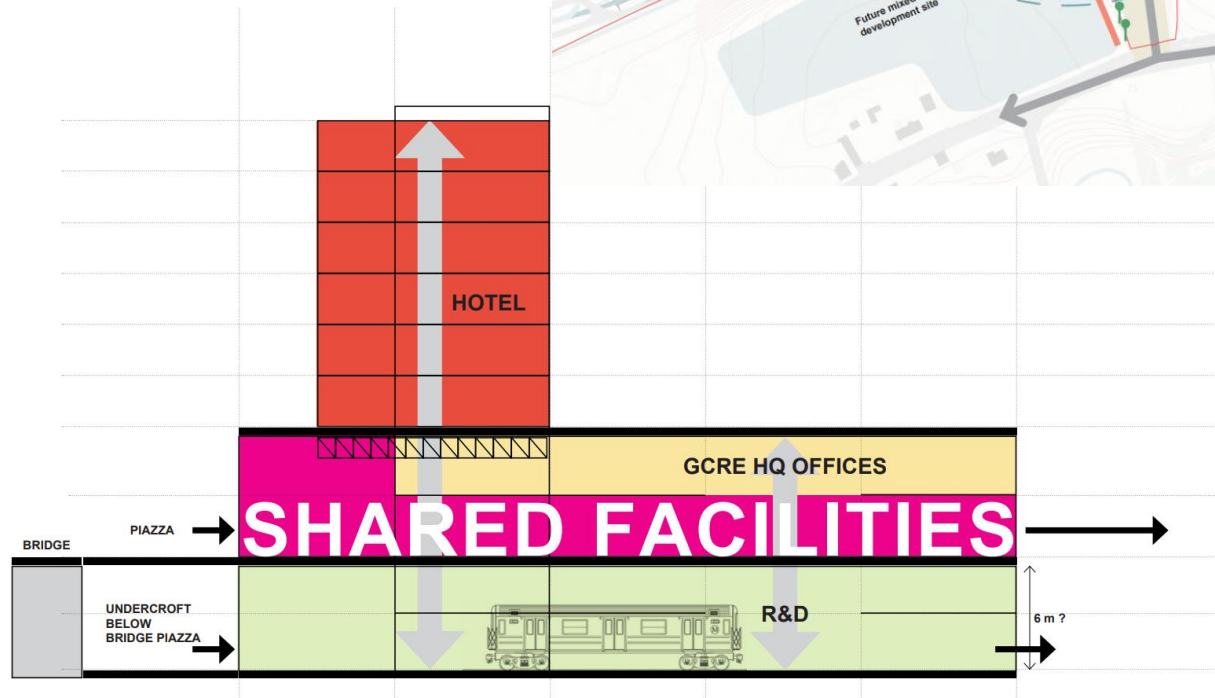 Future mixed
development site
HOTEL
GCRE HQ OFFICES
SHARED FACILITIES
PIAZZA
BRIDGE
UNDERCROFT
BELOW
BRIDGE PIAZZA
R&D
6 m ?